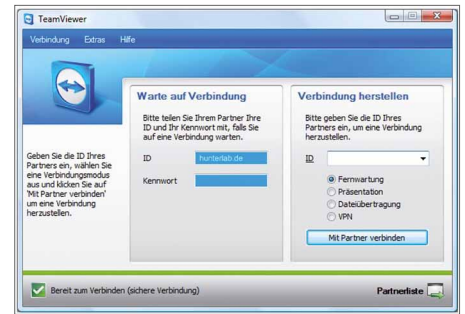 TeamViewer
Verbindung Extras Hilfe
Geben Sie die ID Ihres
Partners ein, wählen Sie
eine Verbindungsmodus
aus und klicken Sie auf
'Mit Partner verbinden'
um eine Verbindung
herzustellen.
Warte auf Verbindung
Bitte teilen Sie Ihrem Partner Ihre
ID und Ihr Kennwort mit, falls Sie
auf eine Verbindung warten.
ID hunterlab.de
Kennwort
Verbindung herstellen
Bitte geben Sie die ID Ihres
Partners ein, um eine Verbindung
herzustellen.
ID
Fernwartung
Präsentation
Dateiübertragung
VPN
Mit Partner verbinden
Bereit zum Verbinden (sichere Verbindung)
Partnerliste